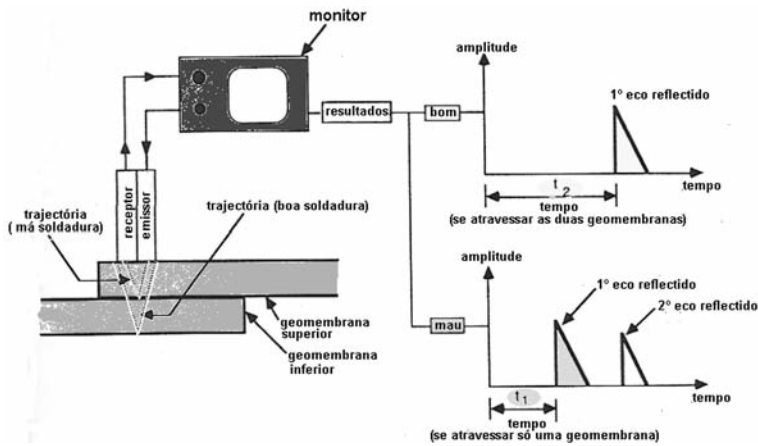 monitor
resultados
bom
amplitude
1º eco reflectido
t2
tempo
tempo
(se atravessar as duas geomembranas)
receptor
emissor
trajectória
( má soldadura)
trajectória (boa soldadura)
geomembrana
superior
geomembrana
inferior
mau
amplitude
1º eco reflectido
2º eco reflectido
t1
tempo
tempo
(se atravessar só uma geomembrana)